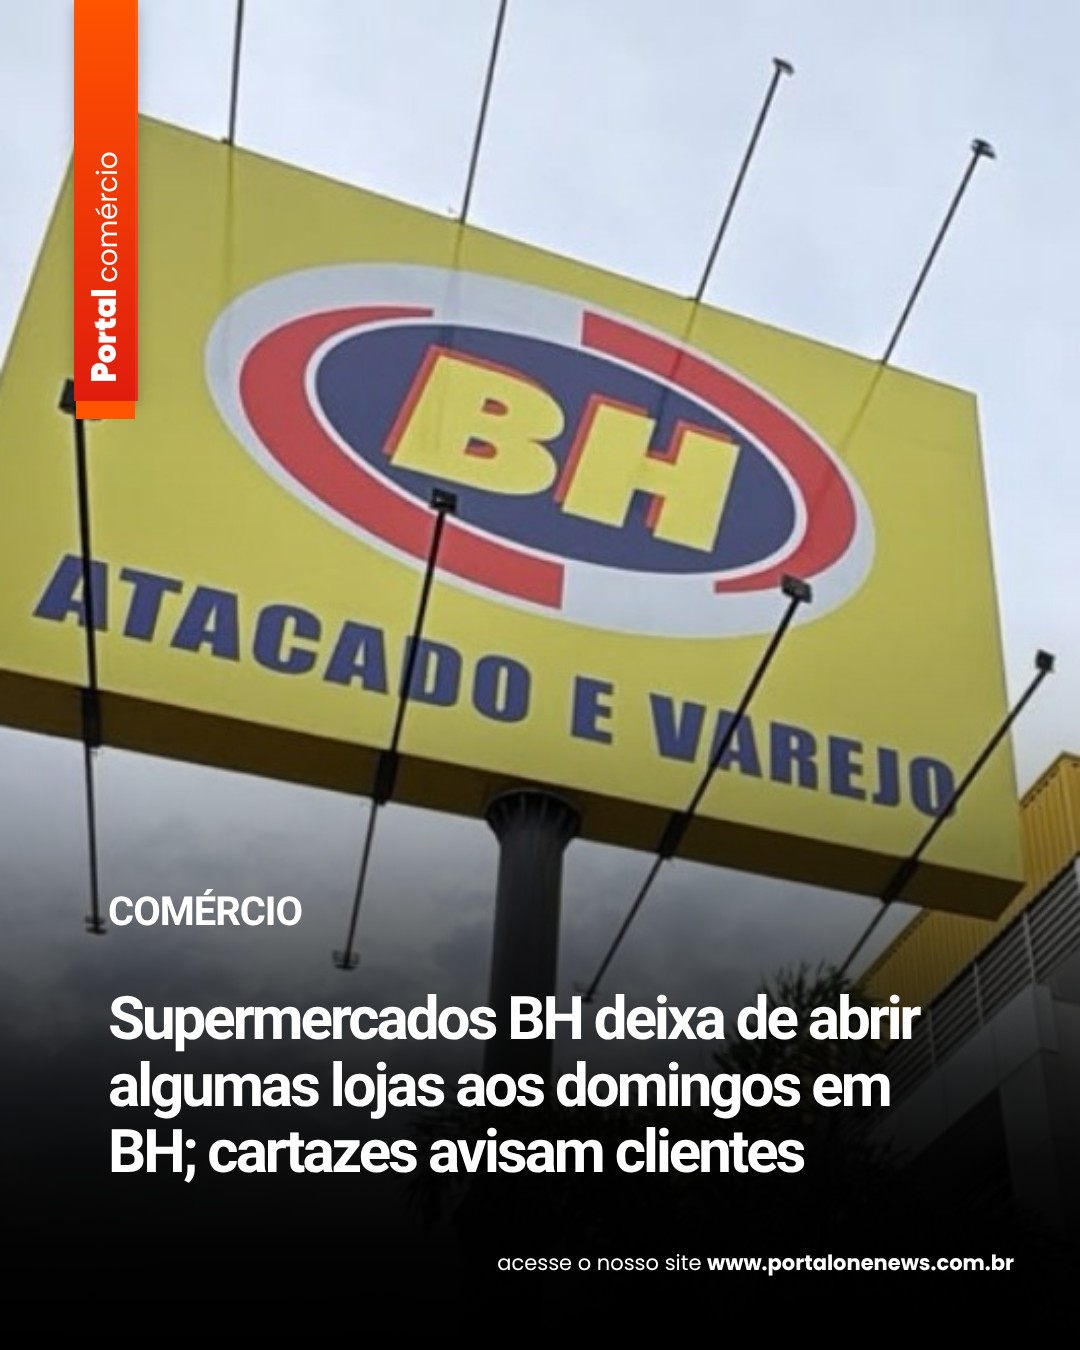 Portal comércio
BH
ATACADO E VAREJO
COMÉRCIO
Supermercados BH deixa de abrir
algumas lojas aos domingos em
BH; cartazes avisam clientes
acesse o nosso site www.portalonenews.com.br